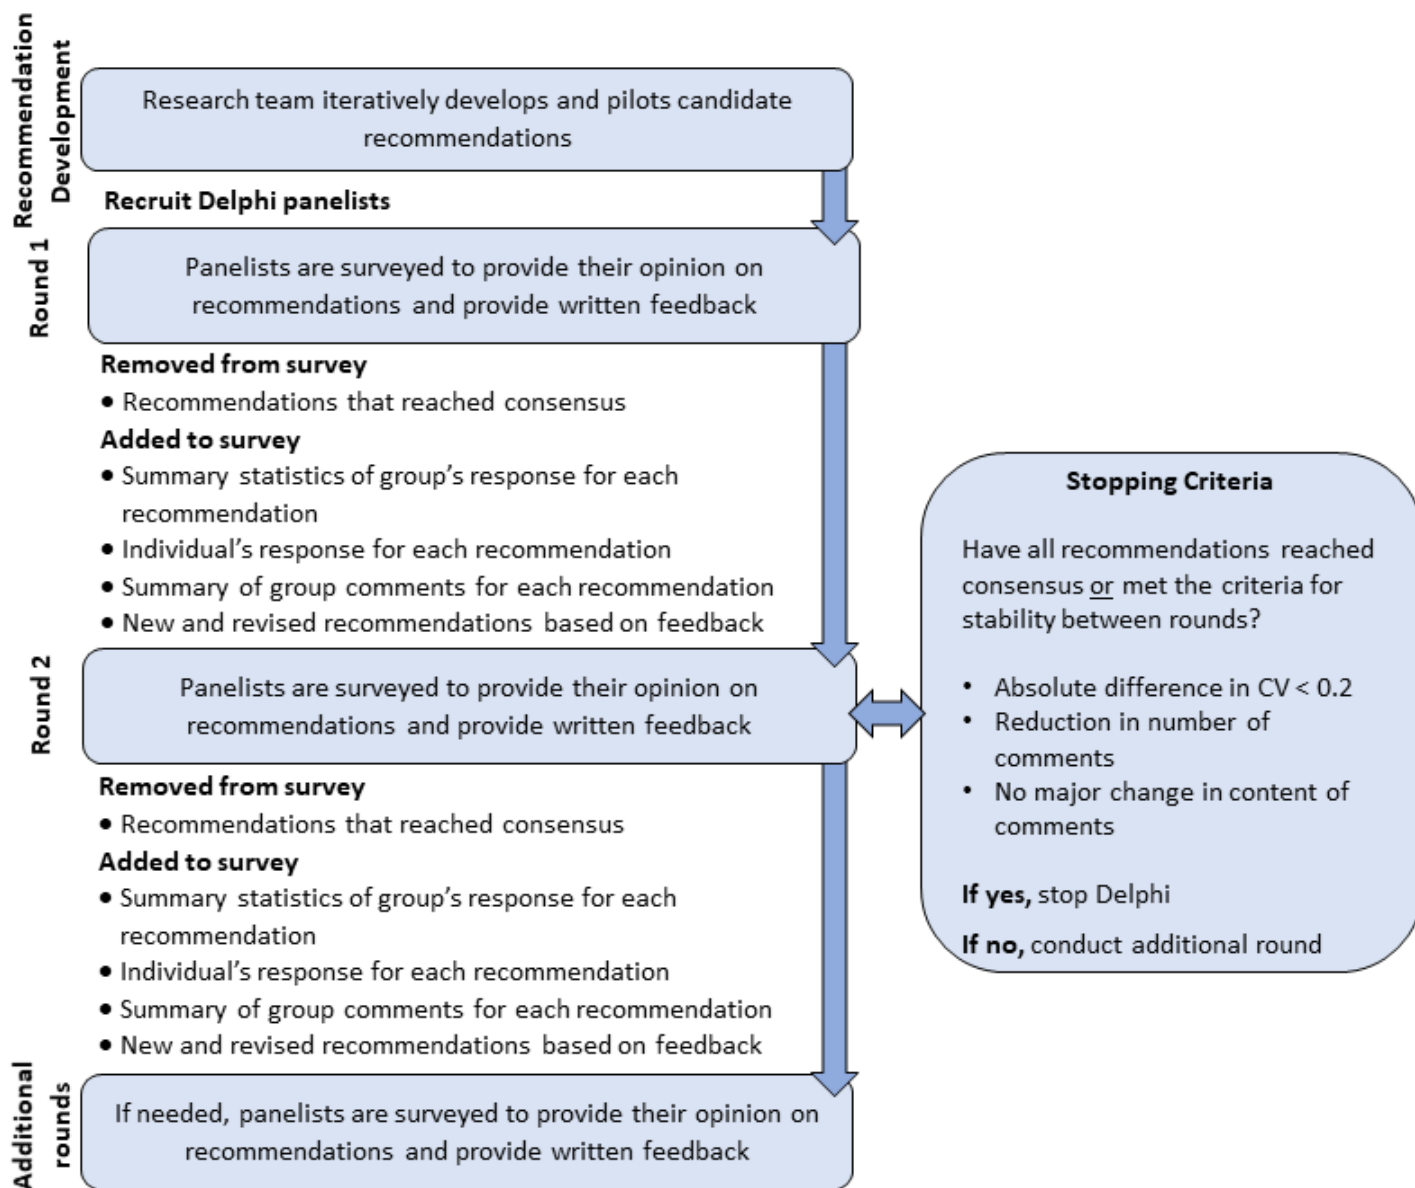 Recommendation
Development
Research team iteratively develops and pilots candidate
recommendations
Recruit Delphi panelists
Round 1
Panelists are surveyed to provide their opinion on
recommendations and provide written feedback
Removed from survey
• Recommendations that reached consensus
Added to survey
• Summary statistics of group's response for each
recommendation
• Individual's response for each recommendation
• Summary of group comments for each recommendation
• New and revised recommendations based on feedback
Round 2
Panelists are surveyed to provide their opinion on
recommendations and provide written feedback
Stopping Criteria
Have all recommendations reached
consensus or met the criteria for
stability between rounds?
• Absolute difference in CV < 0.2
• Reduction in number of
comments
• No major change in content of
comments
If yes, stop Delphi
If no, conduct additional round
Removed from survey
• Recommendations that reached consensus
Added to survey
• Summary statistics of group's response for each
recommendation
• Individual's response for each recommendation
• Summary of group comments for each recommendation
• New and revised recommendations based on feedback
Additional
rounds
If needed, panelists are surveyed to provide their opinion on
recommendations and provide written feedback